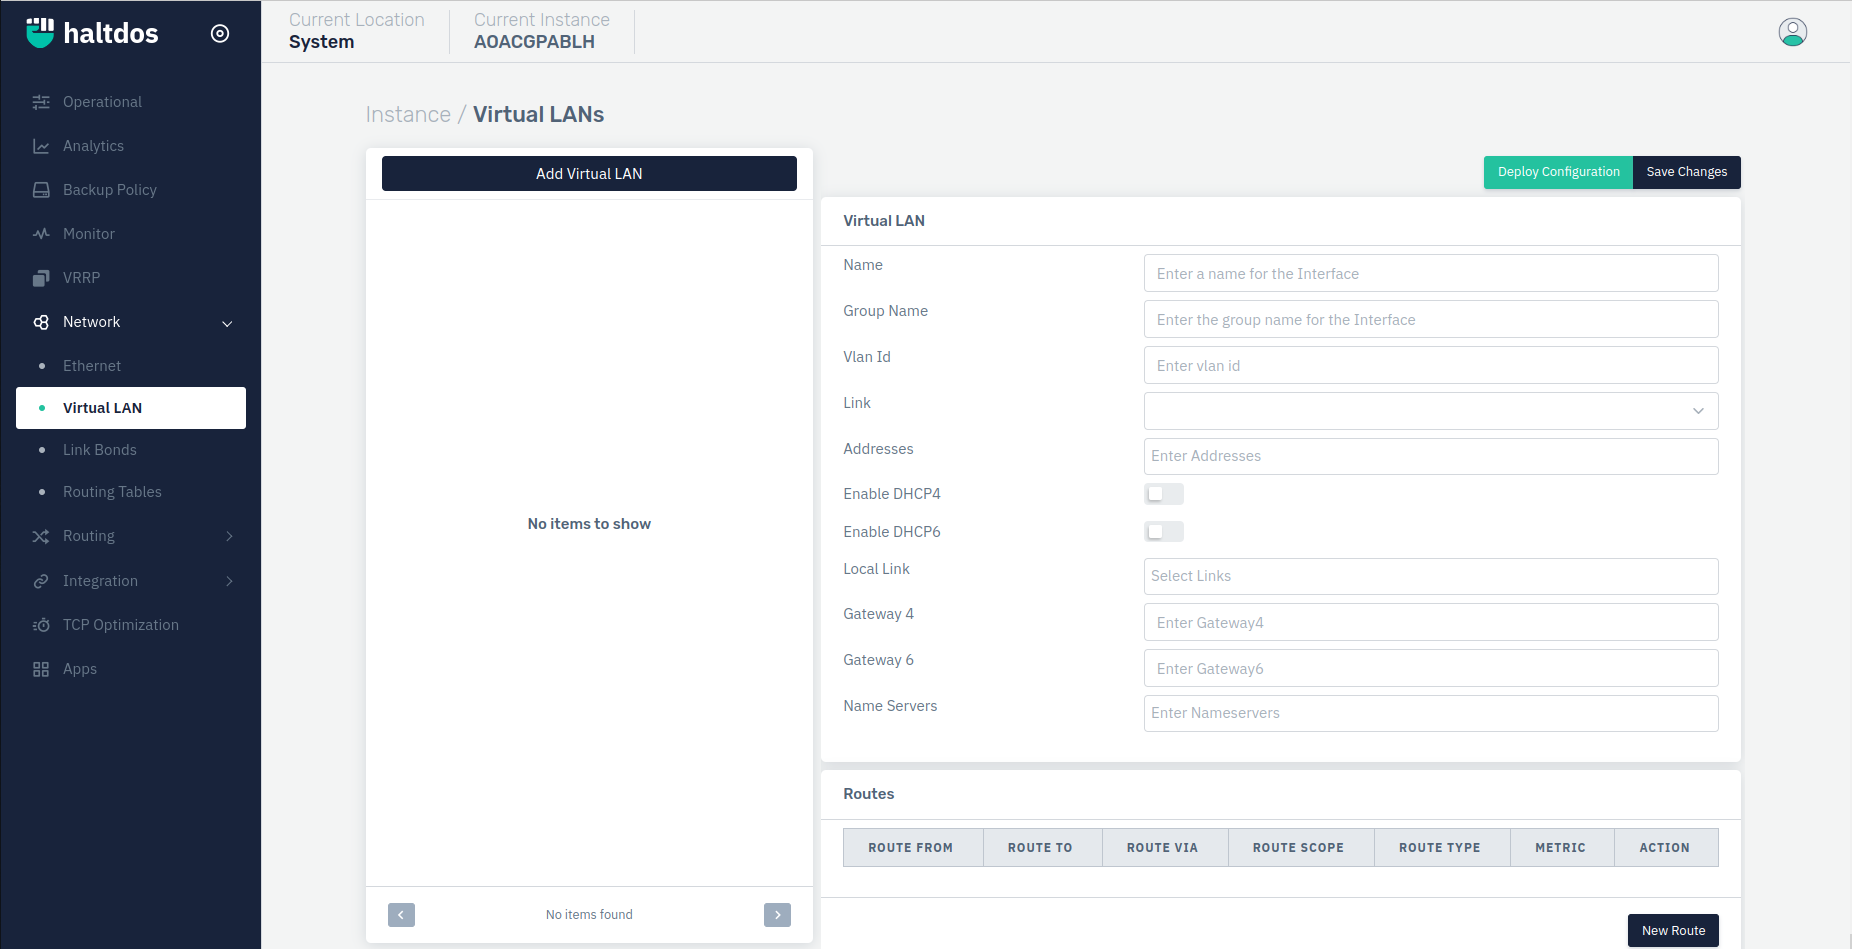 haltdos
Current Location
System
Current Instance
AOACGPABLH
Operational
Analytics
Backup Policy
Monitor
VRRP
Network
Ethernet
Virtual LAN
Link Bonds
Routing Tables
Routing
Integration
TCP Optimization
Apps
Instance / Virtual LANs
Add Virtual LAN
No items to show
No items found
Deploy Configuration
Save Changes
Virtual LAN
Name
Enter a name for the Interface
Group Name
Enter the group name for the Interface
Vlan Id
Enter vlan id
Link
Addresses
Enter Addresses
Enable DHCP4
Enable DHCP6
Local Link
Select Links
Gateway 4
Enter Gateway4
Gateway 6
Enter Gateway6
Name Servers
Enter Nameservers
Routes
ROUTE FROM ROUTE TO ROUTE VIA ROUTE SCOPE ROUTE TYPE METRIC ACTION
New Route